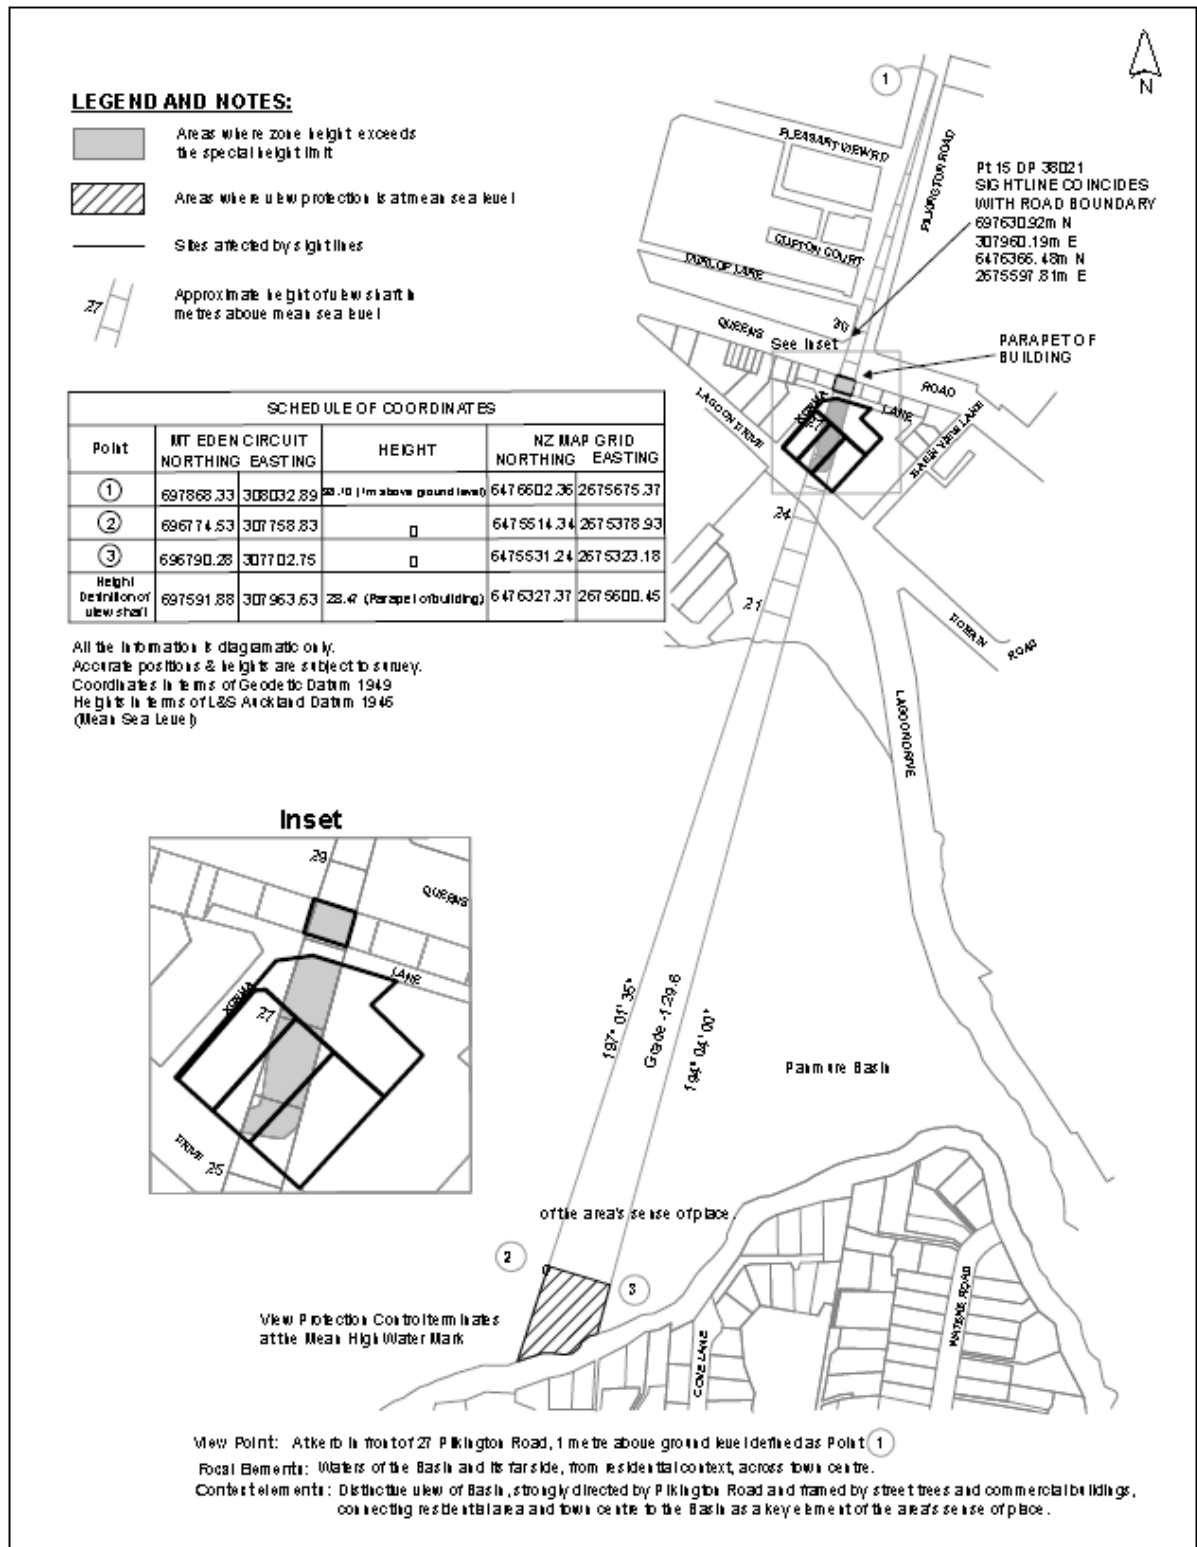 LEGEND AND NOTES:
Areas where zone height exceeds
the special height limit
Areas where view protection is at mean sea level
Sites affected by sight lines
27
Approximate height of view shaft in
metres above mean sea level
N
1
PLEASANT VIEW RD
PILKINGTON ROAD
CLIFTON COURT
DUNLOP LANE
Pt 15 DP 38021
SIGHTLINE COINCIDES
WITH ROAD BOUNDARY
697630.92m N
307960.19m E
6476366.48m N
2675597.81m E
30
QUEENS
See Inset
PARAPET OF
BUILDING
ROAD
LANE
LAGOON DRIVE
27
BASIN VIEW LANE
24
21
DOMAIN ROAD
LAGOON DRIVE
SCHEDULE OF COORDINATES
Point MT EDEN CIRCUIT HEIGHT NZ MAP GRID
NORTHING EASTING NORTHING EASTING
1 697868.33 308032.89 (1m above ground level) 6476602.36 2675675.37
2 696774.53 307758.83 0 6475514.34 2675378.93
3 696790.28 307702.75 0 6475531.24 2675323.18
Height
Definition of
view shaft
697591.88 307963.63 28.47 (Parapet of building) 6476327.37 2675600.45
All the information is diagramatic only.
Accurate positions & heights are subject to survey.
Coordinates in terms of Geodetic Datum 1949
Heights in terms of L&S Auckland Datum 1946
(Mean Sea Level)
Inset
29
QUEENS
LANE
27
DRIVE
25
197° 01' 35"
Grade -1:29.6
194° 04' 00"
Panmure Basin
of the area's sense of place.
2
3
View Protection Control terminates
at the Mean High Water Mark
COVE LANE
WATERS ROAD
View Point: At kerb in front of 27 Pilkington Road, 1 metre above ground level defined as Point 1
Focal Elements: Waters of the Basin and its far side, from residential context, across town centre.
Context elements: Distinctive view of Basin, strongly directed by Pilkington Road and framed by street trees and commercial buildings,
connecting residential area and town centre to the Basin as a key element of the area's sense of place.